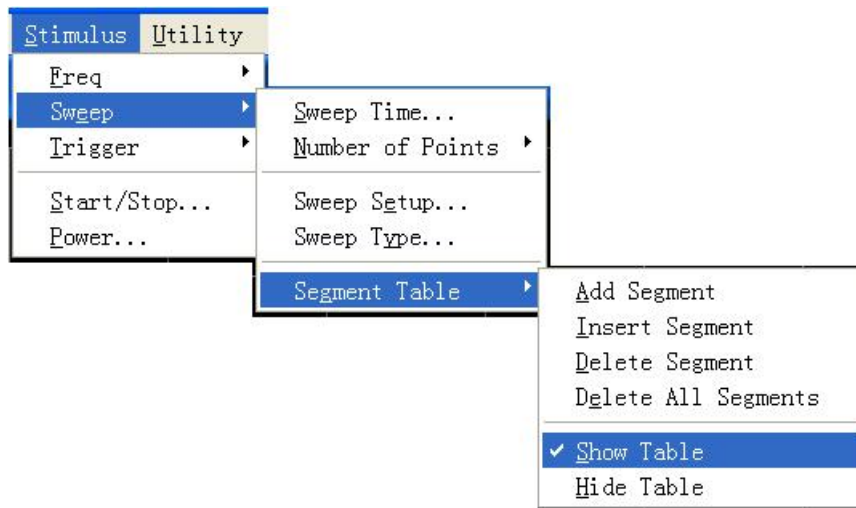 Stimulus Utility
Freq
Sweep
Trigger
Start/Stop...
Power...
Sweep Time...
Number of Points
Sweep Setup...
Sweep Type...
Segment Table
Add Segment
Insert Segment
Delete Segment
Delete All Segments
Show Table
Hide Table